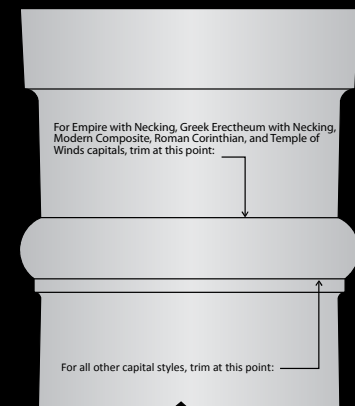 For Empire with Necking, Greek Erectheum with Necking,
Modern Composite, Roman Corinthian, and Temple of
Winds capitals, trim at this point:
For all other capital styles, trim at this point: